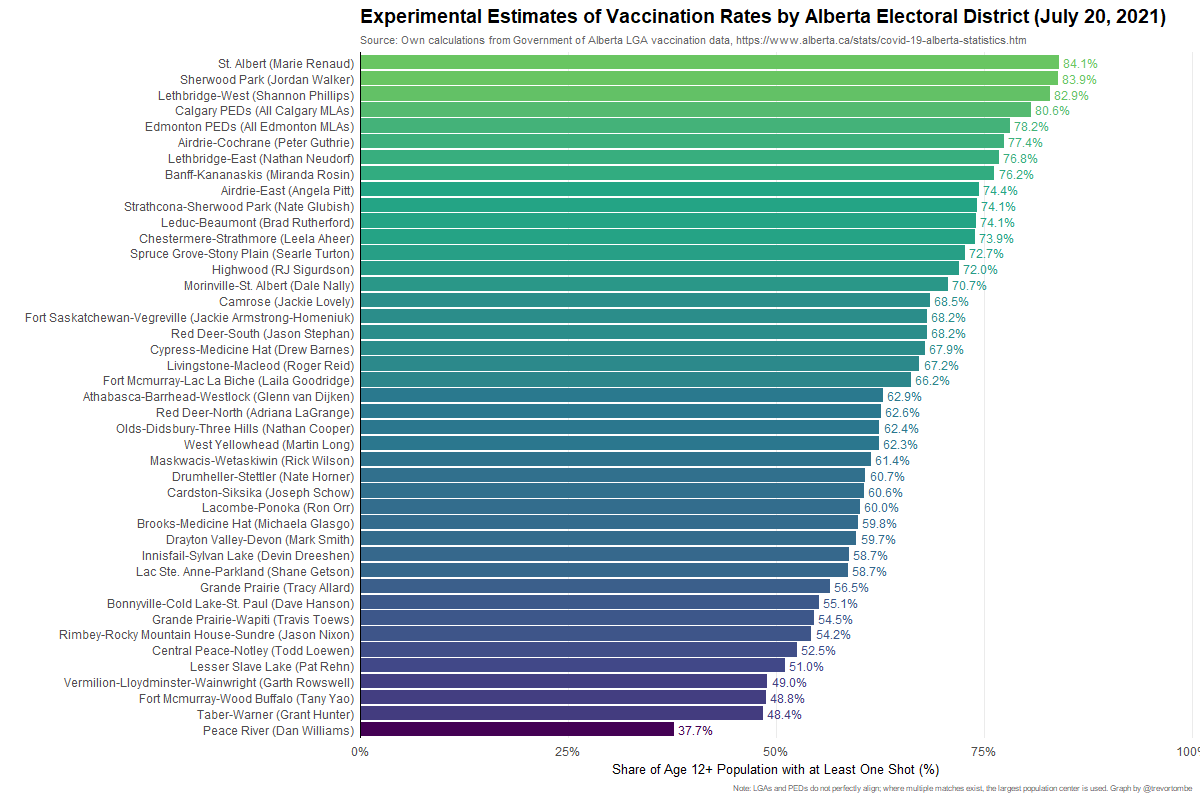 Experimental Estimates of Vaccination Rates by Alberta Electoral District (July 20, 2021)
Source: Own calculations from Government of Alberta LGA vaccination data, https://www.alberta.ca/stats/covid-19-alberta-statistics.htm
St. Albert (Marie Renaud) 84.1%
Sherwood Park (Jordan Walker) 83.9%
Lethbridge-West (Shannon Phillips) 82.9%
Calgary PEDs (All Calgary MLAs) 80.6%
Edmonton PEDs (All Edmonton MLAs) 78.2%
Airdrie-Cochrane (Peter Guthrie) 77.4%
Lethbridge-East (Nathan Neudorf) 76.8%
Banff-Kananaskis (Miranda Rosin) 76.2%
Airdrie-East (Angela Pitt) 74.4%
Strathcona-Sherwood Park (Nate Glubish) 74.1%
Leduc-Beaumont (Brad Rutherford) 74.1%
Chestermere-Strathmore (Leela Aheer) 73.9%
Spruce Grove-Stony Plain (Searle Turton) 72.7%
Highwood (RJ Sigurdson) 72.0%
Morinville-St. Albert (Dale Nally) 70.7%
Camrose (Jackie Lovely) 68.5%
Fort Saskatchewan-Vegreville (Jackie Armstrong-Homeniuk) 68.2%
Red Deer-South (Jason Stephan) 68.2%
Cypress-Medicine Hat (Drew Barnes) 67.9%
Livingstone-Macleod (Roger Reid) 67.2%
Fort Mcmurray-Lac La Biche (Laila Goodridge) 66.2%
Athabasca-Barrhead-Westlock (Glenn van Dijken) 62.9%
Red Deer-North (Adriana LaGrange) 62.6%
Olds-Didsbury-Three Hills (Nathan Cooper) 62.4%
West Yellowhead (Martin Long) 62.3%
Maskwacis-Wetaskiwin (Rick Wilson) 61.4%
Drumheller-Stettler (Nate Horner) 60.7%
Cardston-Siksika (Joseph Schow) 60.6%
Lacombe-Ponoka (Ron Orr) 60.0%
Brooks-Medicine Hat (Michaela Glasgo) 59.8%
Drayton Valley-Devon (Mark Smith) 59.7%
Innisfail-Sylvan Lake (Devin Dreeshen) 58.7%
Lac Ste. Anne-Parkland (Shane Getson) 58.7%
Grande Prairie (Tracy Allard) 56.5%
Bonnyville-Cold Lake-St. Paul (Dave Hanson) 55.1%
Grande Prairie-Wapiti (Travis Toews) 54.5%
Rimbey-Rocky Mountain House-Sundre (Jason Nixon) 54.2%
Central Peace-Notley (Todd Loewen) 52.5%
Lesser Slave Lake (Pat Rehn) 51.0%
Vermilion-Lloydminster-Wainwright (Garth Rowswell) 49.0%
Fort Mcmurray-Wood Buffalo (Tany Yao) 48.8%
Taber-Warner (Grant Hunter) 48.4%
Peace River (Dan Williams) 37.7%
0% 25% 50% 75% 100%
Share of Age 12+ Population with at Least One Shot (%)
Note: LGAs and PEDs do not perfectly align; where multiple matches exist, the largest population center is used. Graph by @trevortombe